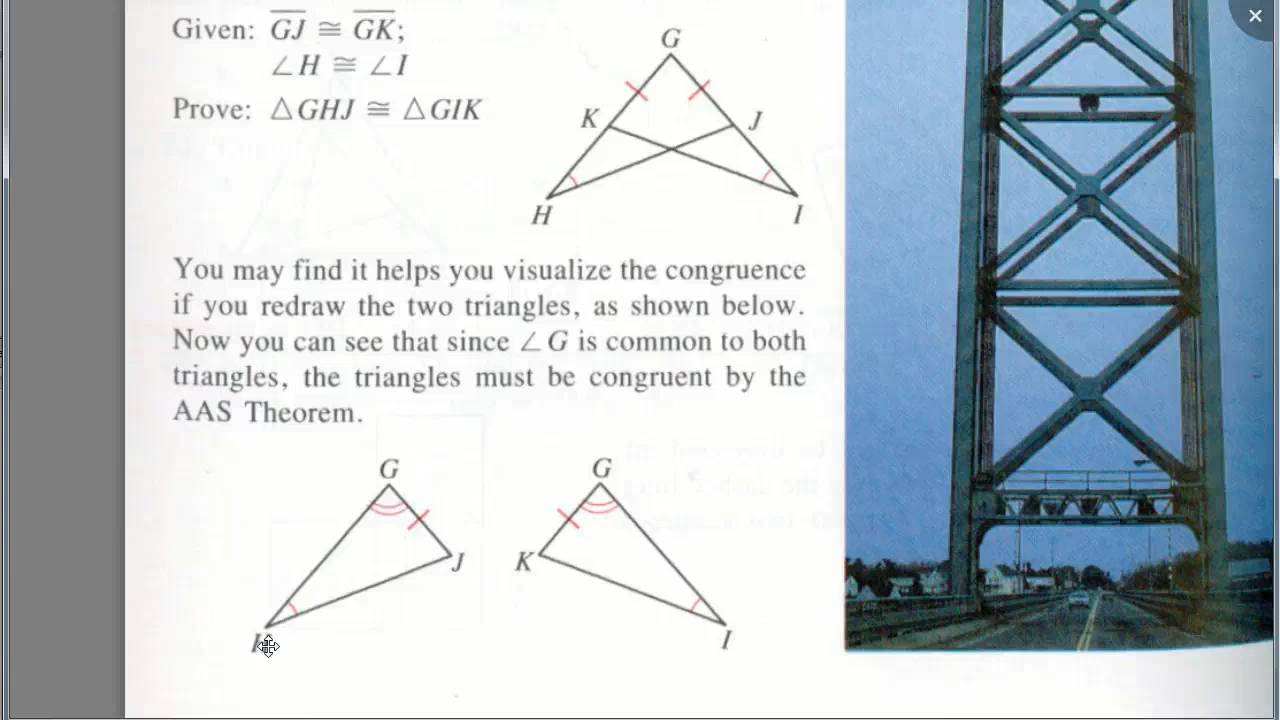 Given: GJ ≅ GK;
∠H ≅ ∠I
Prove: △GHJ ≅ △GIK
G
K
J
H
I
You may find it helps you visualize the congruence
if you redraw the two triangles, as shown below.
Now you can see that since ∠G is common to both
triangles, the triangles must be congruent by the
AAS Theorem.
G
G
J
K
I